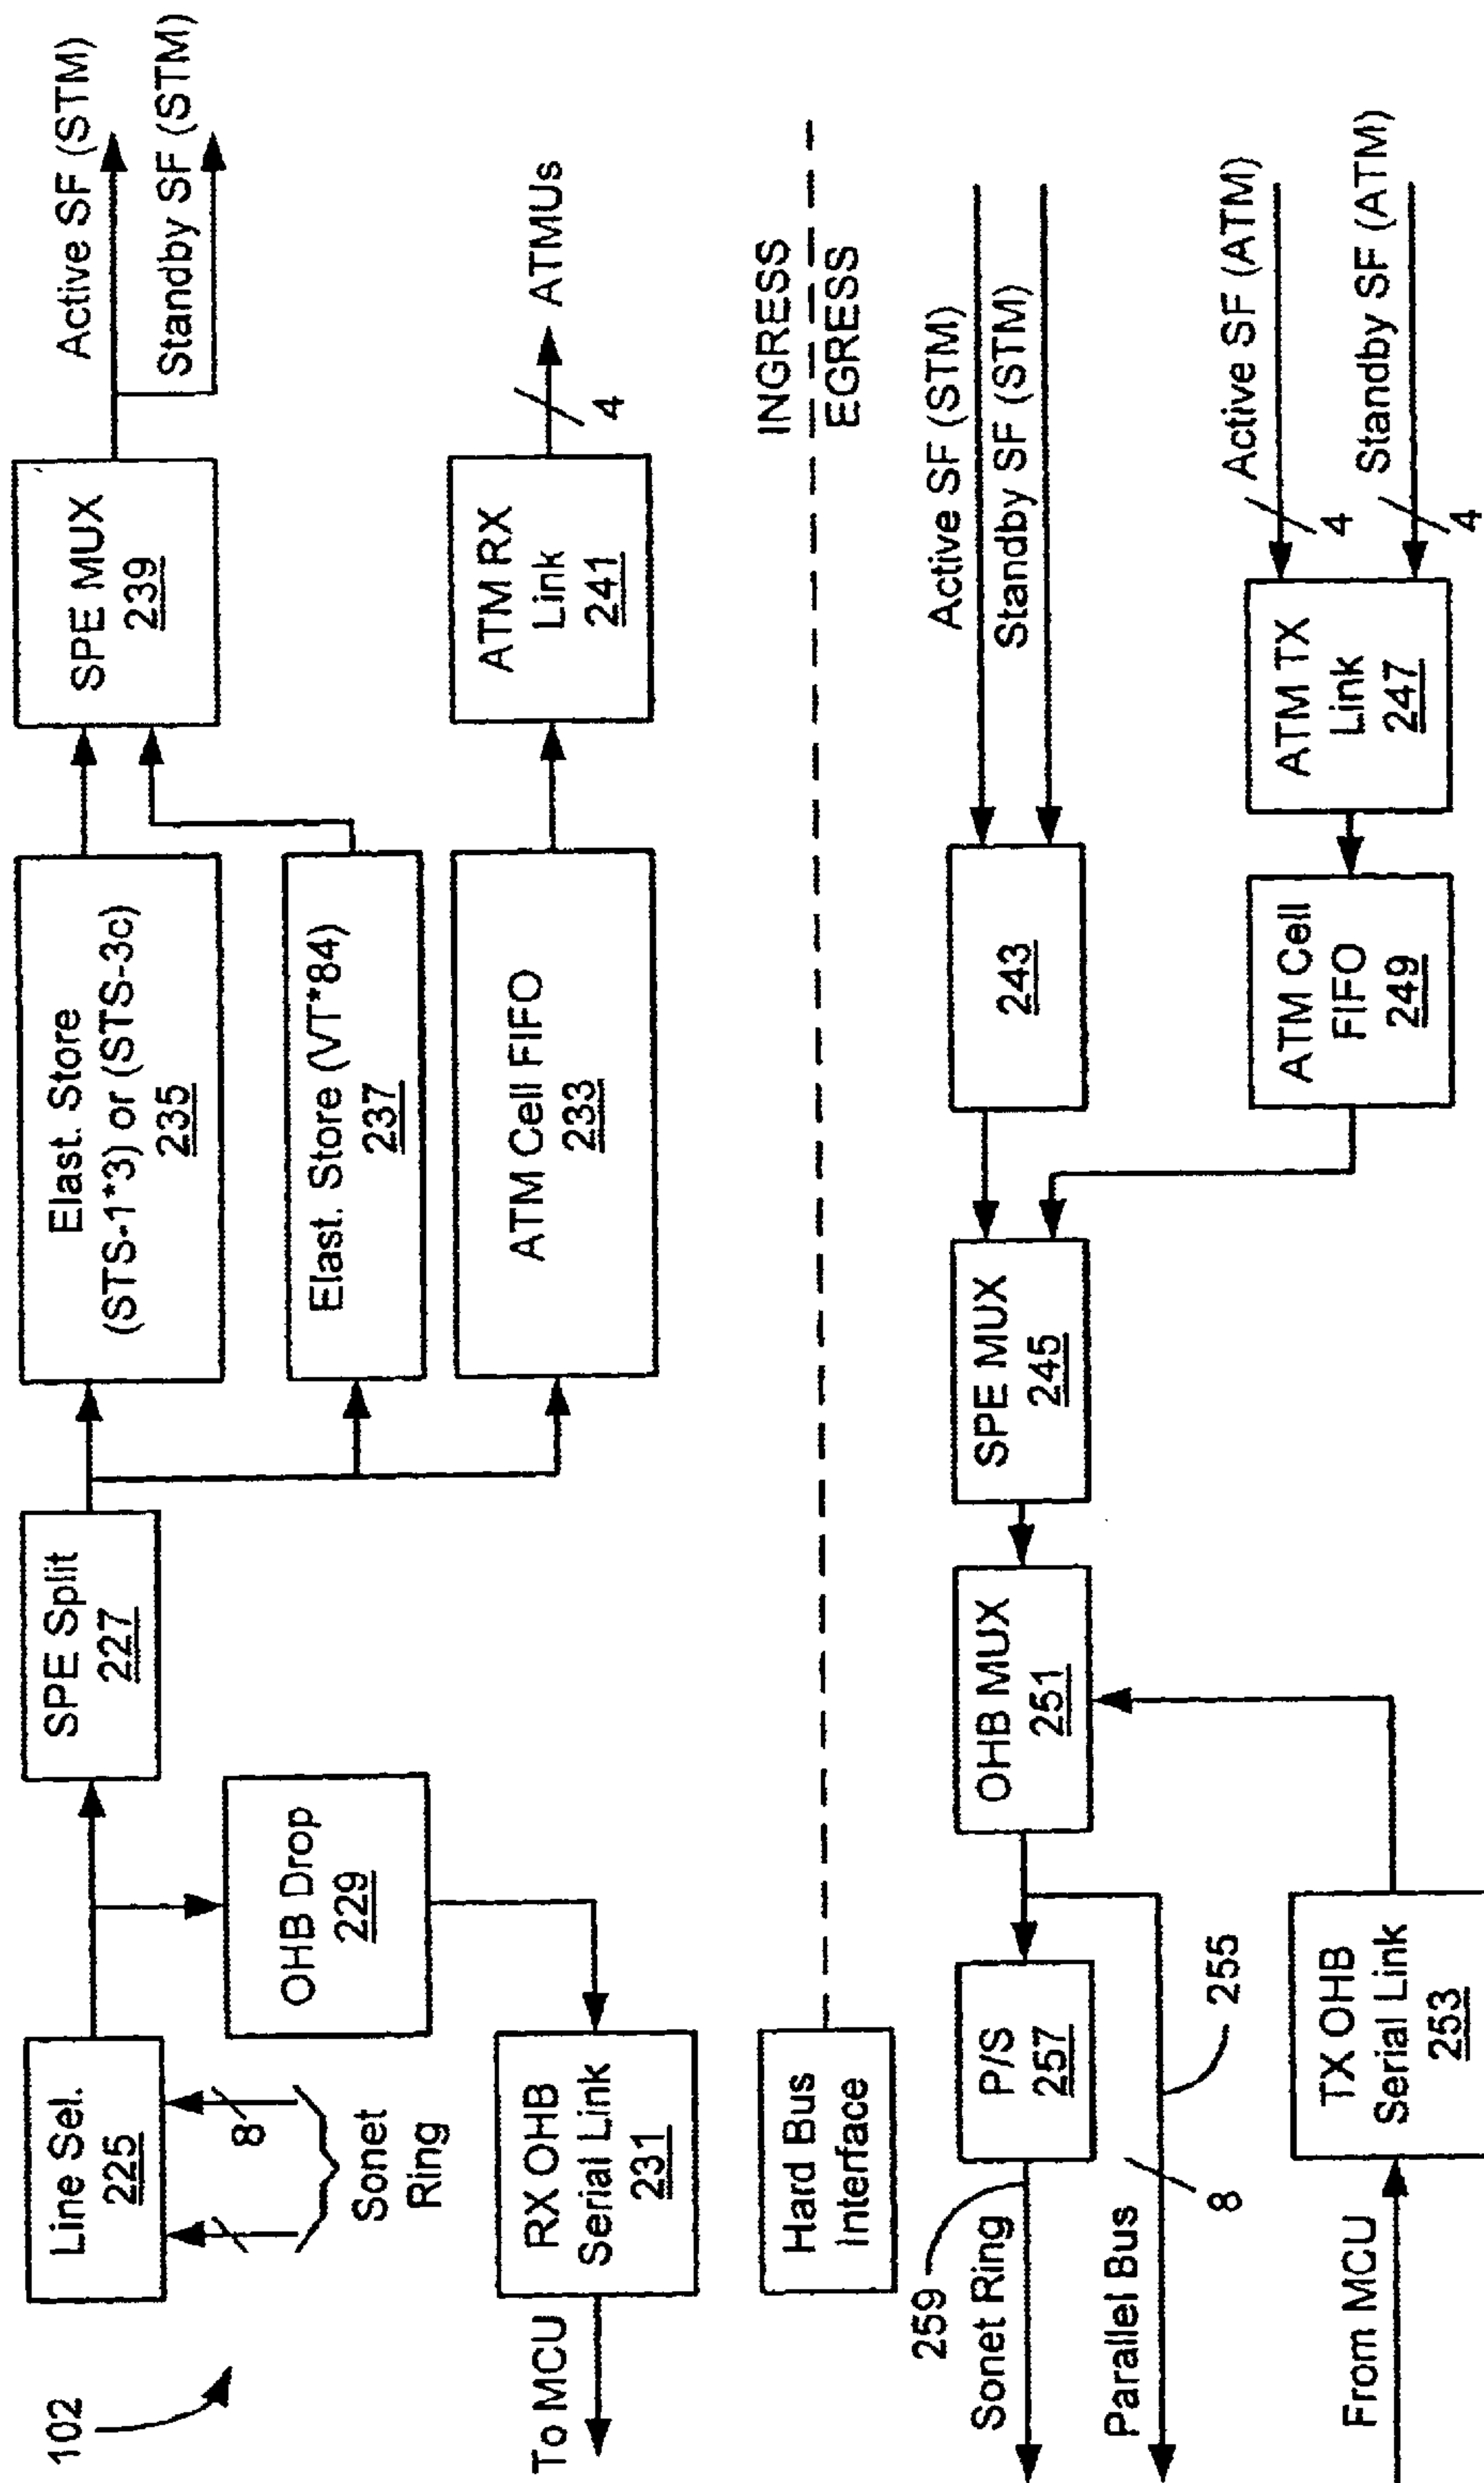 102
Line Sel.
225
8
Sonet
Ring
SPE Split
227
OHB Drop
229
RX OHB
Serial Link
231
To MCU
Elast. Store
(STS-1*3) or (STS-3c)
235
Elast. Store (VT*84)
237
ATM Cell FIFO
233
SPE MUX
239
Active SF (STM)
Standby SF (STM)
ATM RX
Link
241
4
ATMUs
Hard Bus
Interface
INGRESS
EGRESS
259
Sonet Ring
P/S
257
Parallel Bus
8
255
OHB MUX
251
From MCU
TX OHB
Serial Link
253
SPE MUX
245
243
Active SF (STM)
Standby SF (STM)
ATM Cell
FIFO
249
ATM TX
Link
247
4
Active SF (ATM)
4
Standby SF (ATM)